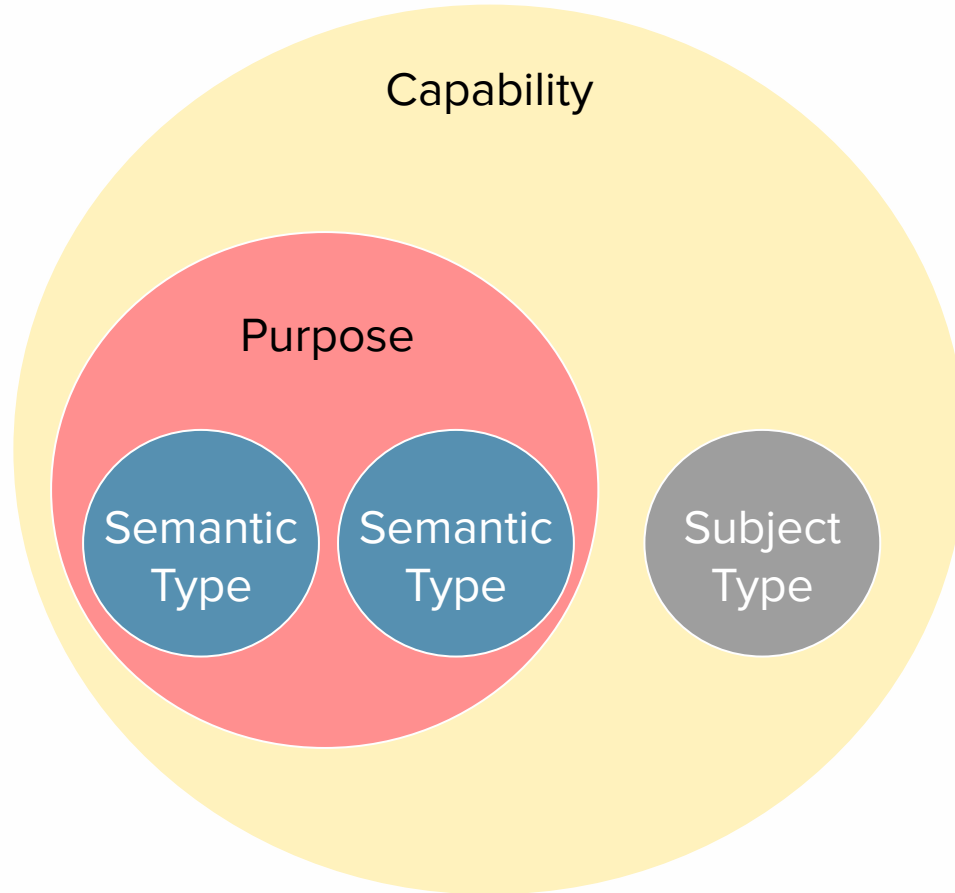 Capability
Purpose
Semantic
Type
Semantic
Type
Subject
Type